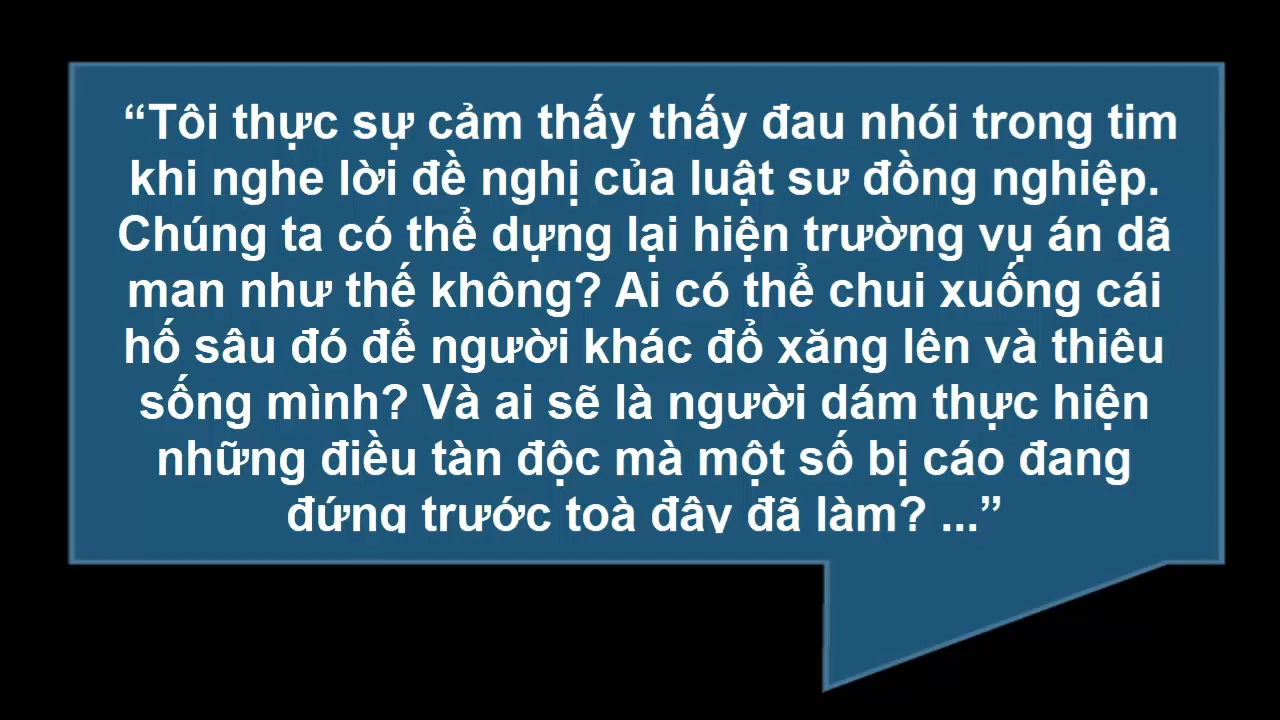 “Tôi thực sự cảm thấy thấy đau nhói trong tim
khi nghe lời đề nghị của luật sư đồng nghiệp.
Chúng ta có thể dựng lại hiện trường vụ án dã
man như thế không? Ai có thể chui xuống cái
hố sâu đó để người khác đổ xăng lên và thiêu
sống mình? Và ai sẽ là người dám thực hiện
những điều tàn độc mà một số bị cáo đang
đứng trước toà đây đã làm? ...”